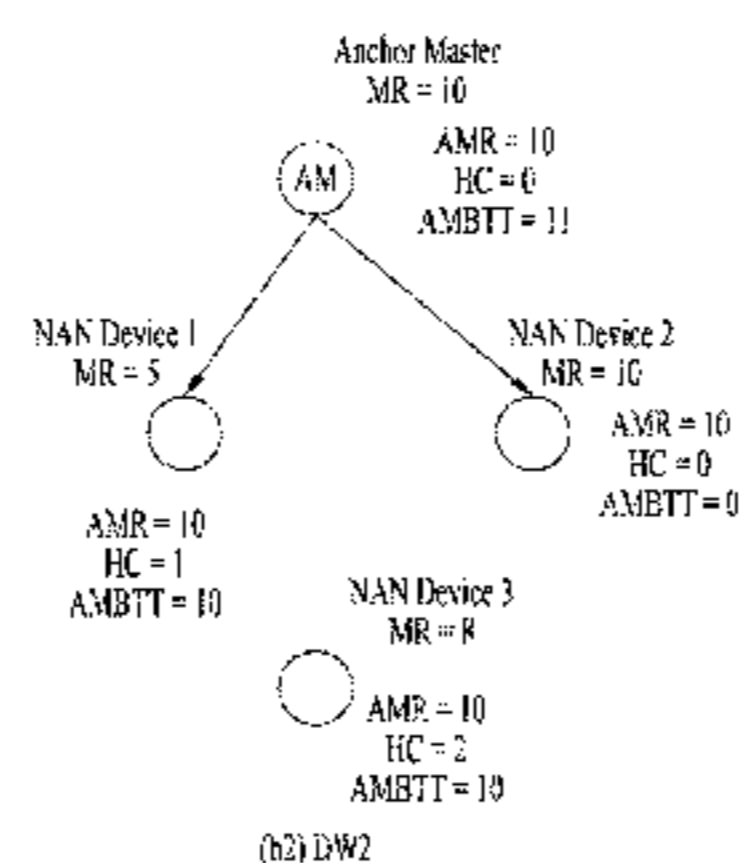 Anchor Master
MR = 10
AMR = 10
HC = 0
AMBTT = 11
AM
NAN Device 1
MR = 5
NAN Device 2
MR = 10
AMR = 10
HC = 0
AMBTT = 0
AMR = 10
HC = 1
AMBTT = 10
NAN Device 3
MR = 8
AMR = 10
HC = 2
AMBTT = 10
(b2) DW2